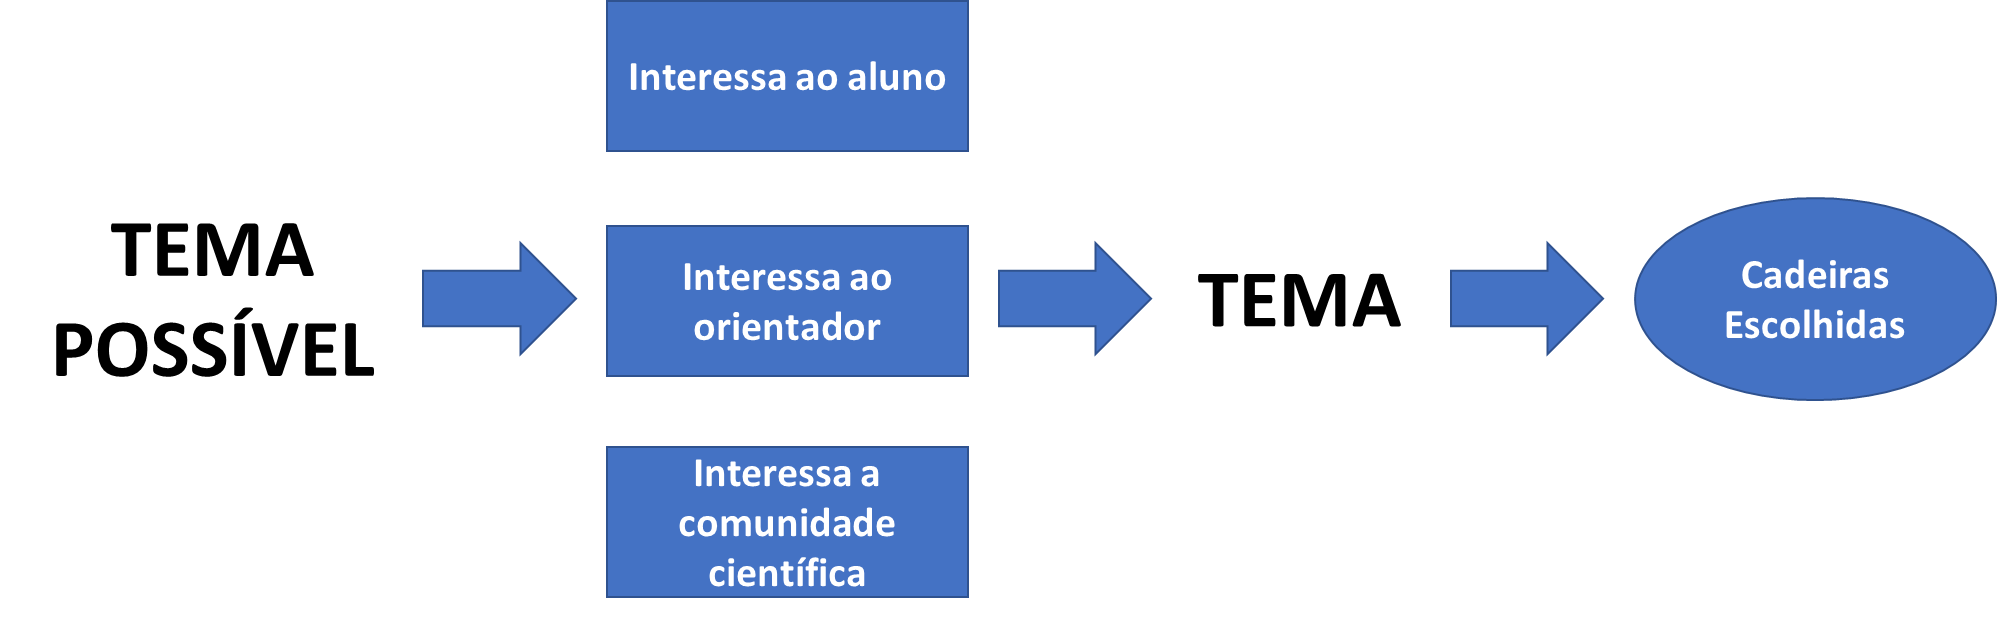 TEMA
POSSÍVEL
Interessa ao aluno
Interessa ao
orientador
Interessa a
comunidade
científica
TEMA
Cadeiras
Escolhidas